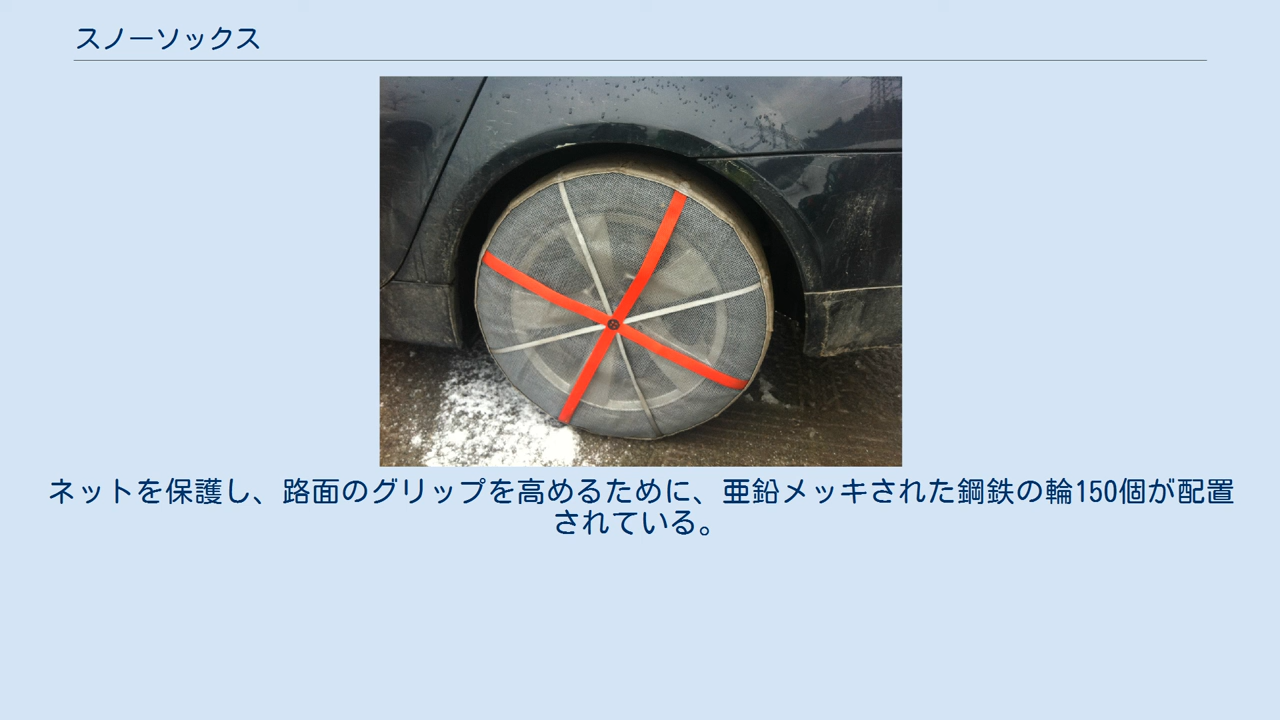 スノーソックス
ネットを保護し、路面のグリップを高めるために、亜鉛メッキされた鋼鉄の輪150個が配置
されている。